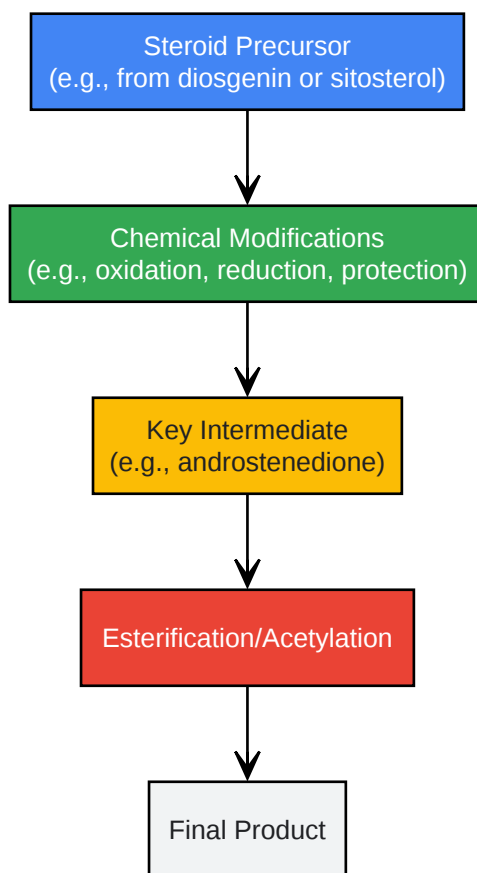 Steroid Precursor
(e.g., from diosgenin or sitosterol)
Chemical Modifications
(e.g., oxidation, reduction, protection)
Key Intermediate
(e.g., androstenedione)
Esterification/Acetylation
Final Product